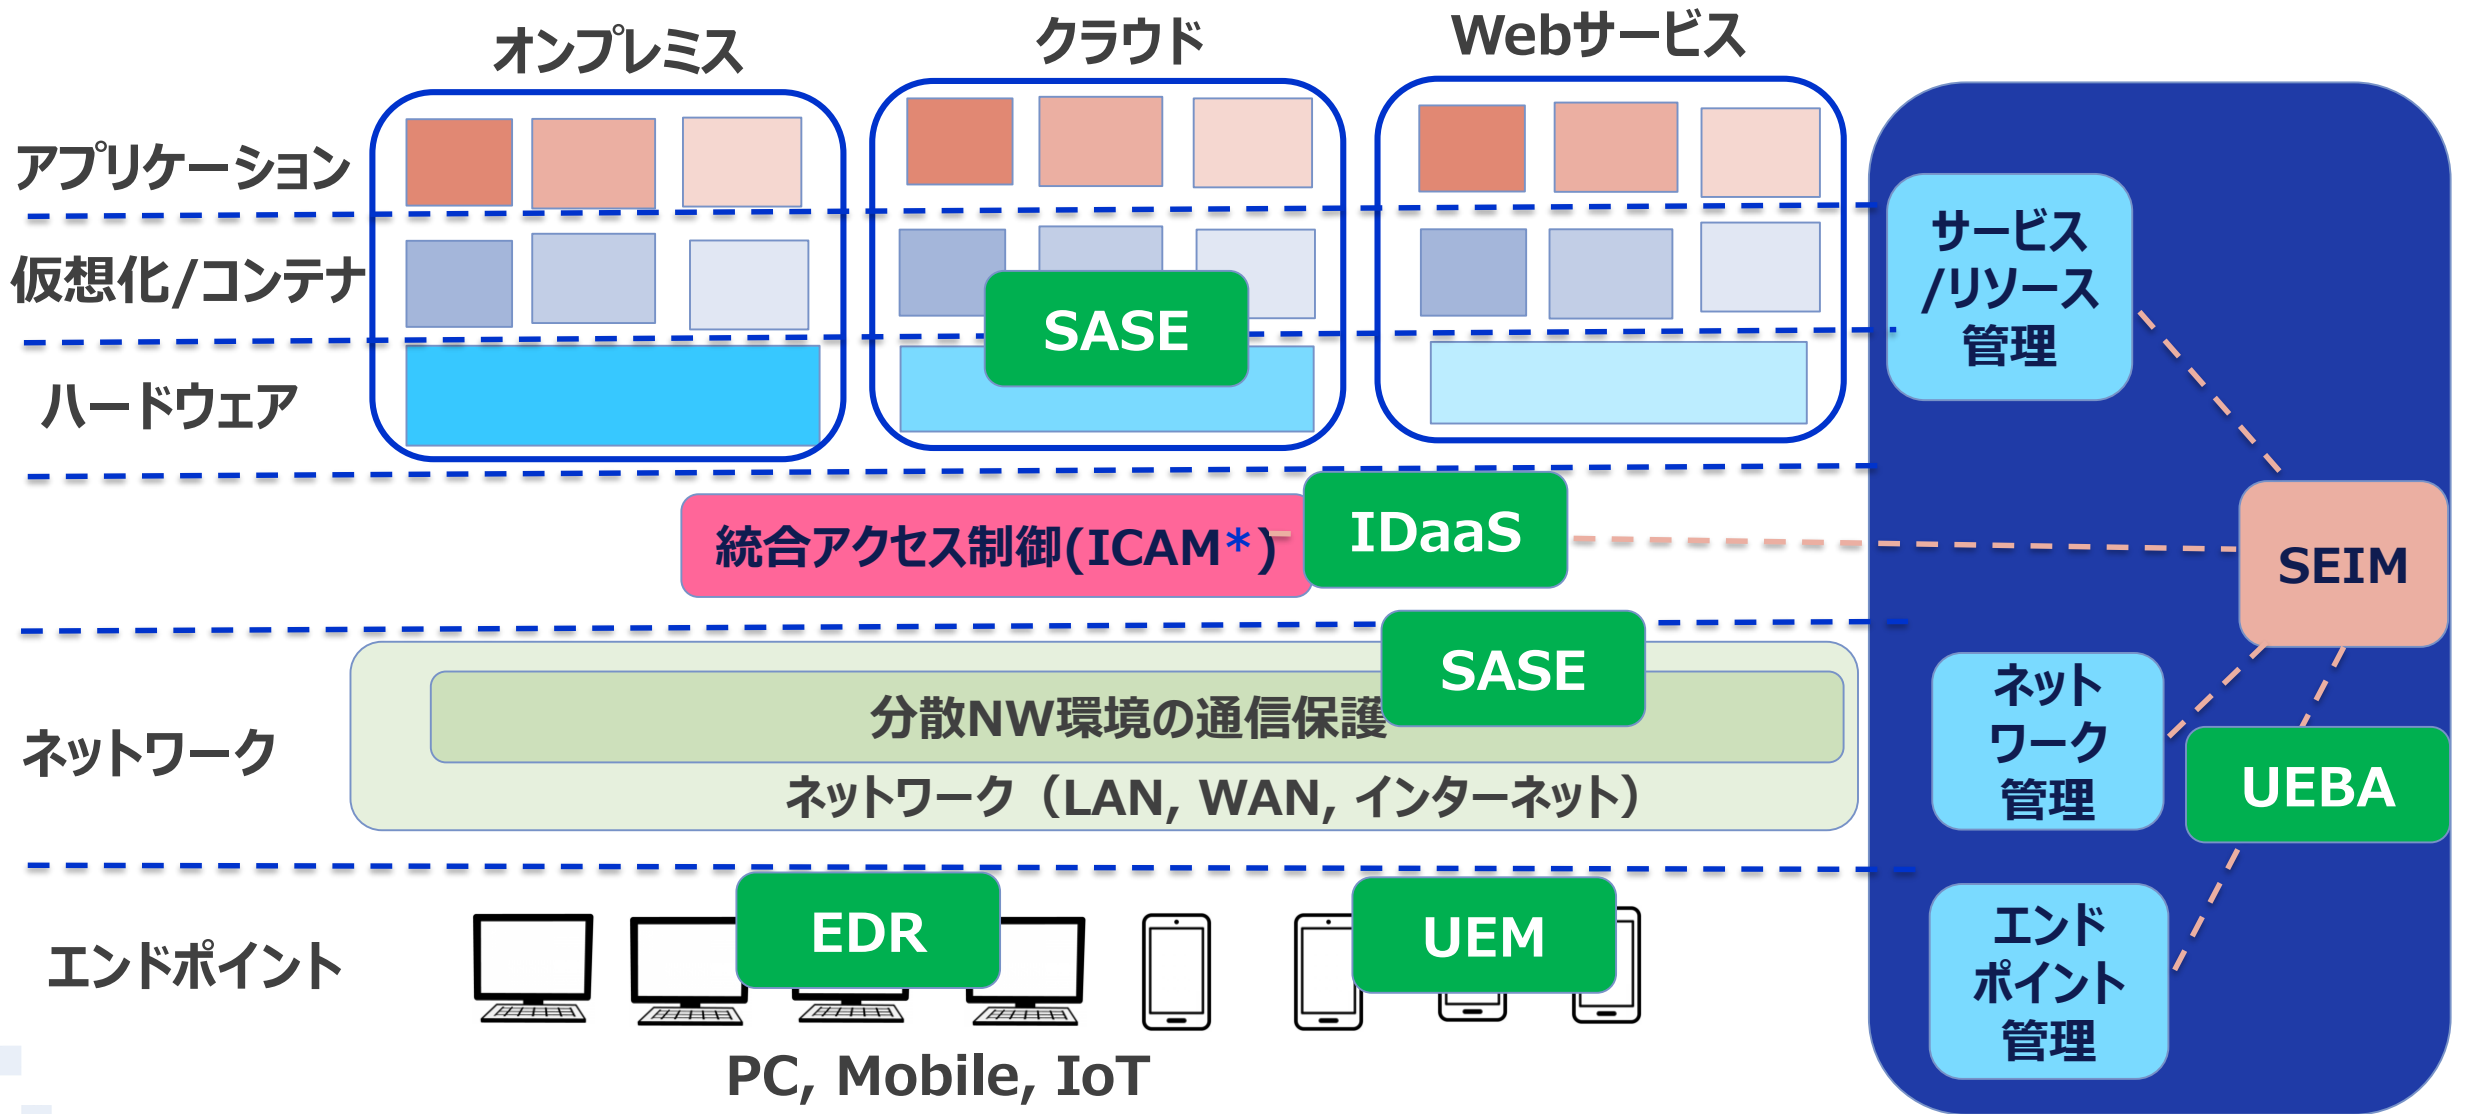 オンプレミス
クラウド
Webサービス
アプリケーション
仮想化/コンテナ
ハードウェア
SASE
サービス
/リソース
管理
統合アクセス制御(ICAM*)
IDaaS
SEIM
ネットワーク
SASE
分散NW環境の通信保護
ネットワーク（LAN, WAN, インターネット）
ネット
ワーク
管理
UEBA
エンドポイント
EDR
UEM
PC, Mobile, IoT
エンド
ポイント
管理